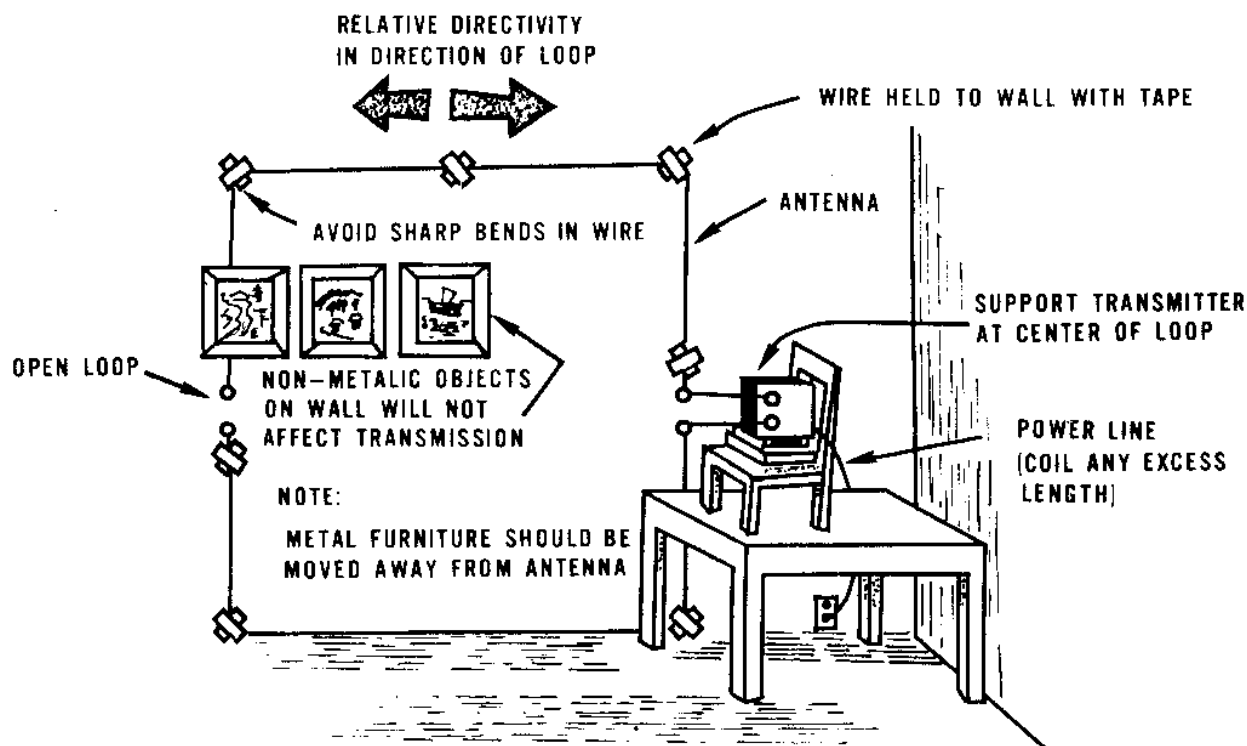 RELATIVE DIRECTIVITY
IN DIRECTION OF LOOP
WIRE HELD TO WALL WITH TAPE
ANTENNA
AVOID SHARP BENDS IN WIRE
SUPPORT TRANSMITTER
AT CENTER OF LOOP
OPEN LOOP
NON-METALIC OBJECTS
ON WALL WILL NOT
AFFECT TRANSMISSION
POWER LINE
(COIL ANY EXCESS
LENGTH)
NOTE:
METAL FURNITURE SHOULD BE
MOVED AWAY FROM ANTENNA